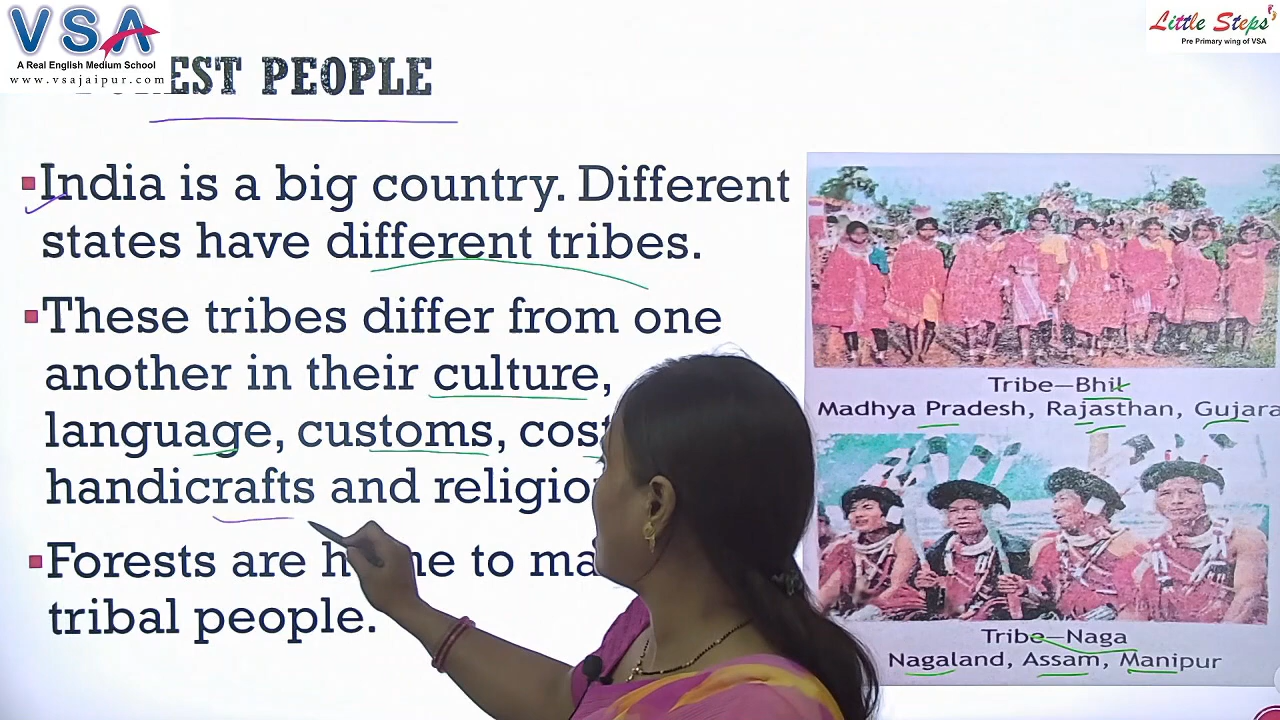 VSA
A Real English Medium School
www.vsajaipur.com
Little Steps
Pre Primary wing of VSA
EST PEOPLE
India is a big country. Different
states have different tribes.
These tribes differ from one
another in their culture,
language, customs,
handicrafts and
Forests are to
tribal people.
Tribe—Bhil
Madhya Pradesh, Rajasthan, Gujara
Tribe—Naga
Nagaland, Assam, Manipur